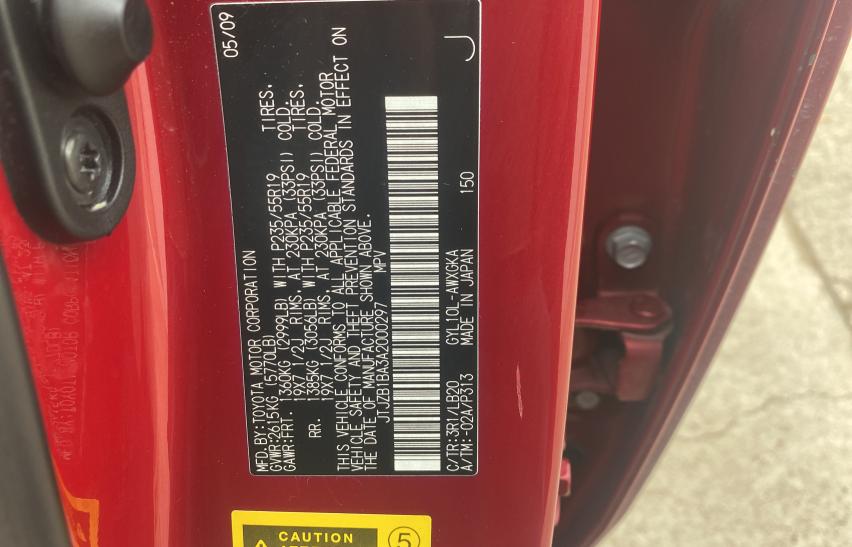 MFD.BY:TOYOTA MOTOR CORPORATION 05/09
GVWR:2615KG (5770LB)
GAWR:FRT. 1360KG (2999LB) WITH P235/55R19 TIRES.
19X7 1/2J RIMS, AT 230KPA (33PSI) COLD.
RR. 1385KG (3056LB) WITH P235/55R19 TIRES.
19X7 1/2J RIMS, AT 230KPA (33PSI) COLD.
THIS VEHICLE CONFORMS TO ALL APPLICABLE FEDERAL MOTOR
VEHICLE SAFETY AND THEFT PREVENTION STANDARDS IN EFFECT ON
THE DATE OF MANUFACTURE SHOWN ABOVE.
JTJZB1BA3A2000297 MPV
C/TR:3R1/LB20 GYL10L-AWXGKA
A/TM:-02A/P313 MADE IN JAPAN 150
J
CAUTION
5